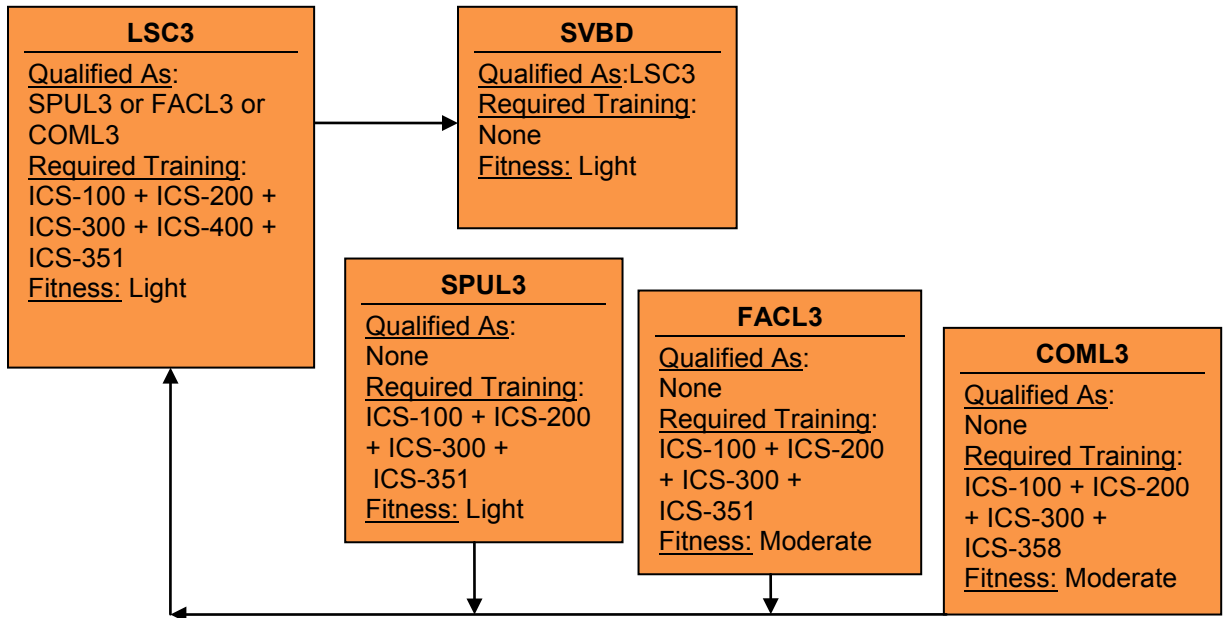 LSC3
Qualified As:
SPUL3 or FACL3 or
COML3
Required Training:
ICS-100 + ICS-200 +
ICS-300 + ICS-400 +
ICS-351
Fitness: Light
SVBD
Qualified As:LSC3
Required Training:
None
Fitness: Light
SPUL3
Qualified As:
None
Required Training:
ICS-100 + ICS-200
+ ICS-300 +
ICS-351
Fitness: Light
FACL3
Qualified As:
None
Required Training:
ICS-100 + ICS-200
+ ICS-300 +
ICS-351
Fitness: Moderate
COML3
Qualified As:
None
Required Training:
ICS-100 + ICS-200
+ ICS-300 +
ICS-358
Fitness: Moderate